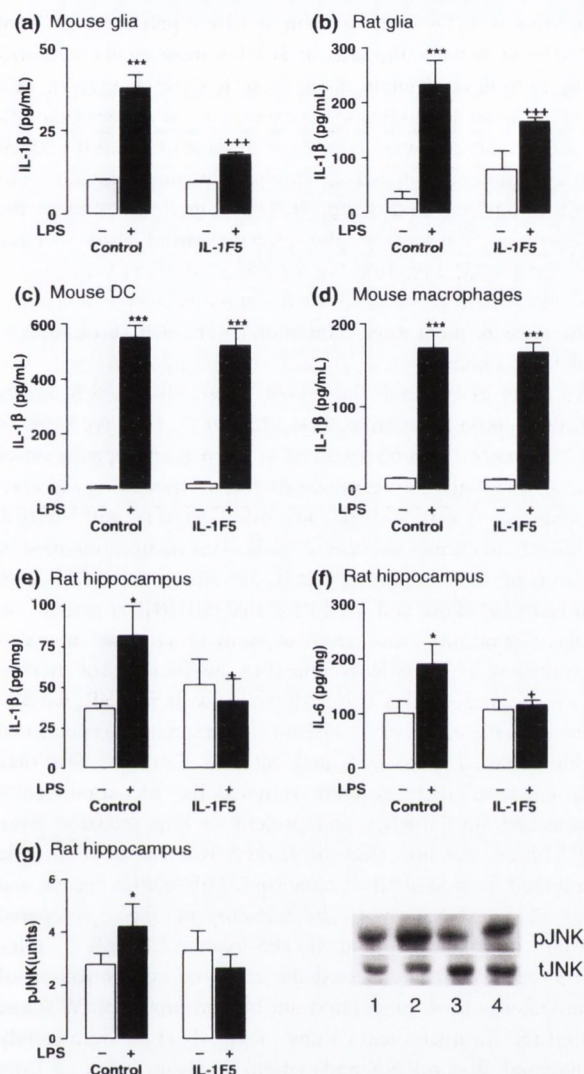 (a) Mouse glia
50
***
+++
25
0
IL-1β (pg/mL)
LPS − + − +
Control IL-1F5
(b) Rat glia
300
***
+++
200
100
0
IL-1β (pg/mL)
LPS − + − +
Control IL-1F5
(c) Mouse DC
600
*** ***
400
200
0
IL-1β (pg/mL)
LPS − + − +
Control IL-1F5
(d) Mouse macrophages
200
*** ***
100
0
IL-1β (pg/mL)
LPS − + − +
Control IL-1F5
(e) Rat hippocampus
100
*
75
50
+
25
0
IL-1β (pg/mg)
LPS − + − +
Control IL-1F5
(f) Rat hippocampus
300
*
200
+
100
0
IL-6 (pg/mg)
LPS − + − +
Control IL-1F5
(g) Rat hippocampus
6
*
4
2
0
pJNK(units)
LPS − + − +
Control IL-1F5
pJNK
tJNK
1 2 3 4